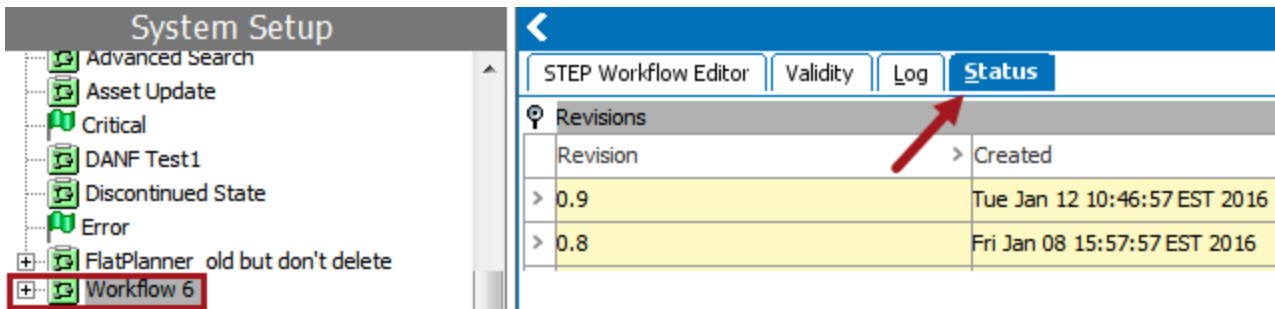 System Setup
Advanced Search
Asset Update
Critical
DANF Test1
Discontinued State
Error
FlatPlanner old but don't delete
Workflow 6
STEP Workflow Editor Validity Log Status
Revisions
Revision > Created
> 0.9 Tue Jan 12 10:46:57 EST 2016
> 0.8 Fri Jan 08 15:57:57 EST 2016